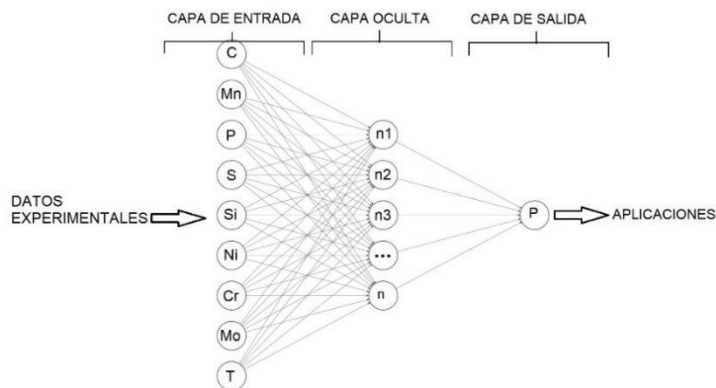 CAPA DE ENTRADA
CAPA OCULTA
CAPA DE SALIDA
C
Mn
P
S
Si
Ni
Cr
Mo
T
DATOS
EXPERIMENTALES
n1
n2
n3
...
n
P
APLICACIONES